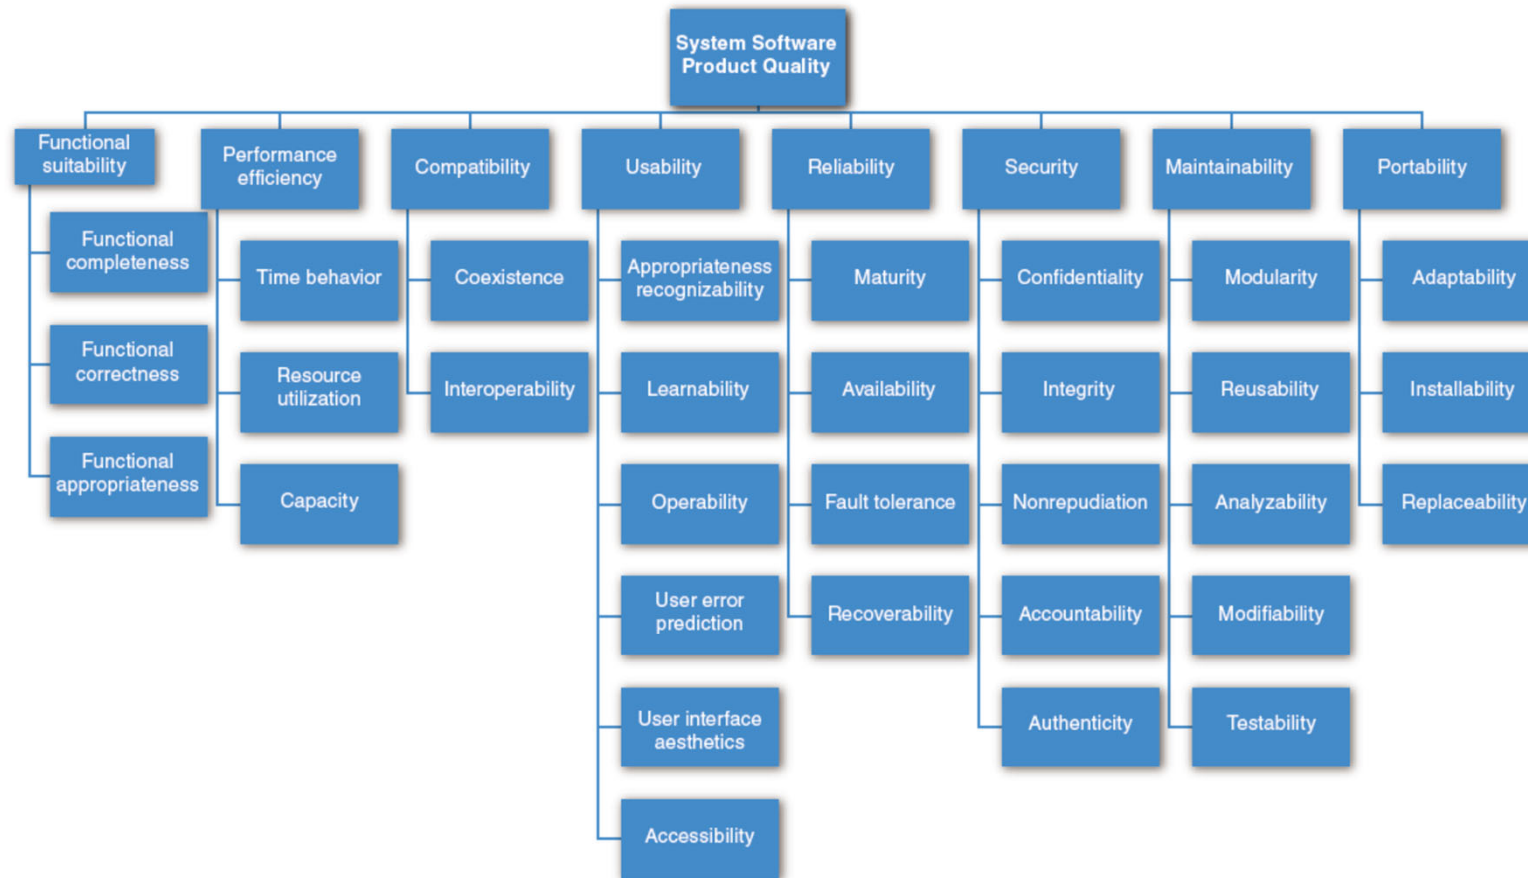 System Software
Product Quality
Functional
suitability
Performance
efficiency
Compatibility
Usability
Reliability
Security
Maintainability
Portability
Functional
completeness
Functional
correctness
Functional
appropriateness
Time behavior
Resource
utilization
Capacity
Coexistence
Interoperability
Appropriateness
recognizability
Learnability
Operability
User error
prediction
User interface
aesthetics
Accessibility
Maturity
Availability
Fault tolerance
Recoverability
Confidentiality
Integrity
Nonrepudiation
Accountability
Authenticity
Modularity
Reusability
Analyzability
Modifiability
Testability
Adaptability
Installability
Replaceability